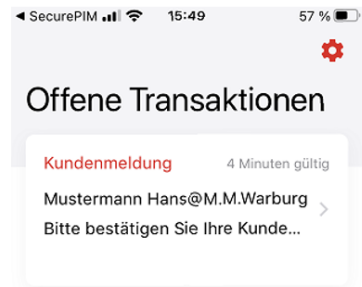 ◀ SecurePIM 15:49 57 %
Offene Transaktionen
Kundenmeldung 4 Minuten gültig
Mustermann Hans@M.M.Warburg
Bitte bestätigen Sie Ihre Kunde...